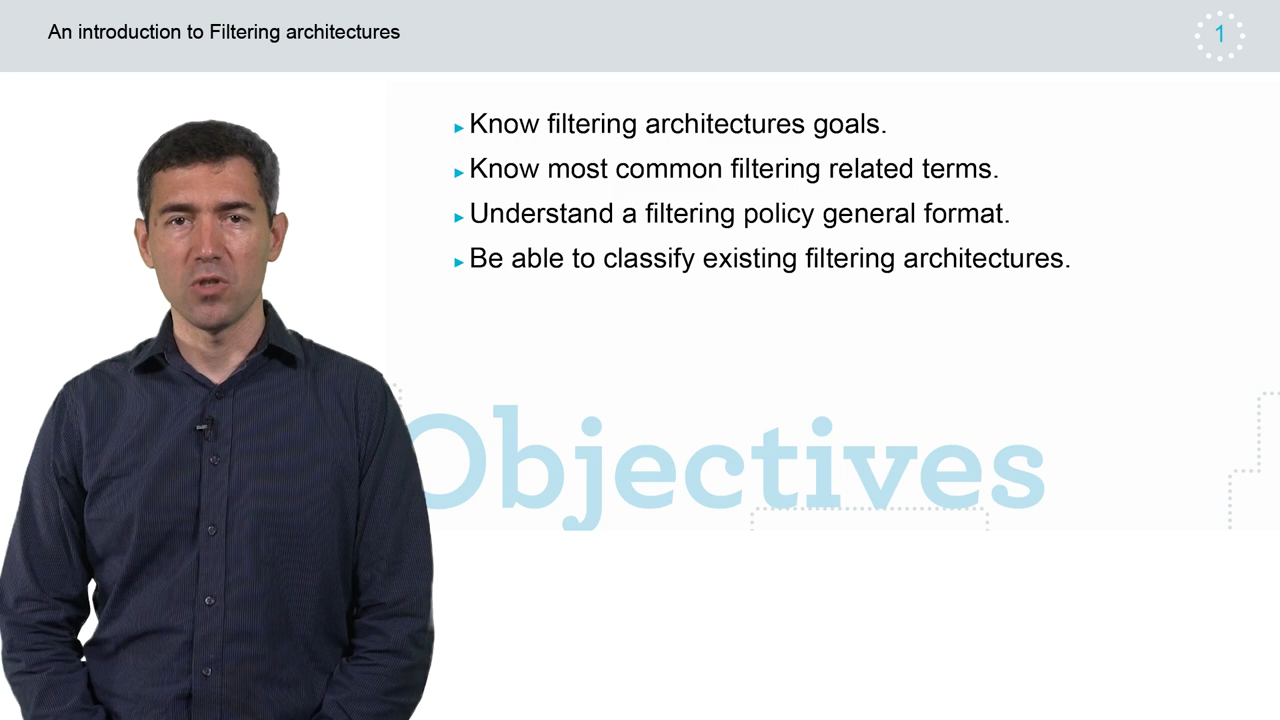 An introduction to Filtering architectures
1
▸Know filtering architectures goals.
▸Know most common filtering related terms.
▸Understand a filtering policy general format.
▸Be able to classify existing filtering architectures.
Objectives